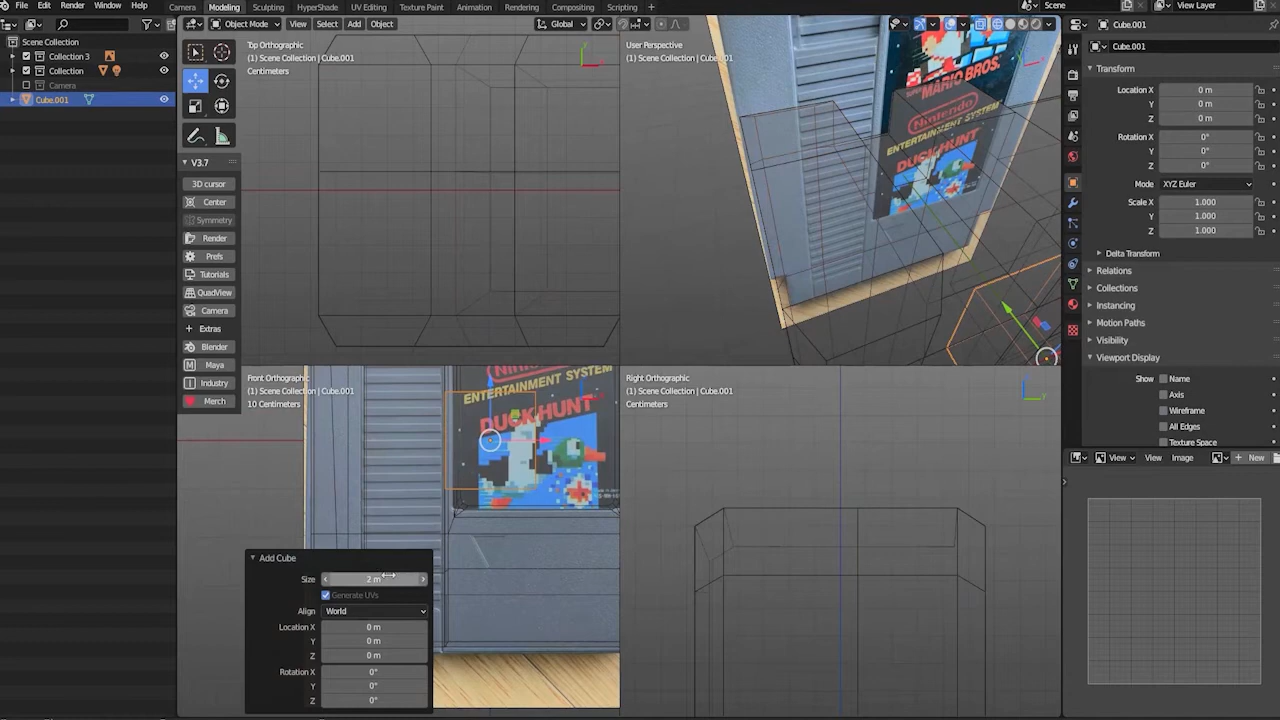 File Edit Render Window Help
Camera Modeling Sculpting HyperShade UV Editing Texture Paint Animation Rendering Compositing Scripting +
Scene View Layer
Object Mode View Select Add Object Global
Scene Collection
Collection 3
Collection
Camera
Cube.001
V3.7
3D cursor
Center
Symmetry
Render
Prefs
Tutorials
QuadView
Camera
Extras
Blender
Maya
Industry
Merch
Top Orthographic
(1) Scene Collection | Cube.001
Centimeters
User Perspective
(1) Scene Collection | Cube.001
SUPER MARIO BROS.
Nintendo
ENTERTAINMENT SYSTEM
DUCK HUNT
Front Orthographic
(1) Scene Collection | Cube.001
10 Centimeters
Nintendo
ENTERTAINMENT SYSTEM
DUCK HUNT
Right Orthographic
(1) Scene Collection | Cube.001
Centimeters
Add Cube
Size 2 m
Generate UVs
Align World
Location X 0 m
Y 0 m
Z 0 m
Rotation X 0°
Y 0°
Z 0°
Cube.001
Cube.001
Transform
Location X 0 m
Y 0 m
Z 0 m
Rotation X 0°
Y 0°
Z 0°
Mode XYZ Euler
Scale X 1.000
Y 1.000
Z 1.000
Delta Transform
Relations
Collections
Instancing
Motion Paths
Visibility
Viewport Display
Show Name
Axis
Wireframe
All Edges
Texture Space
View View Image New